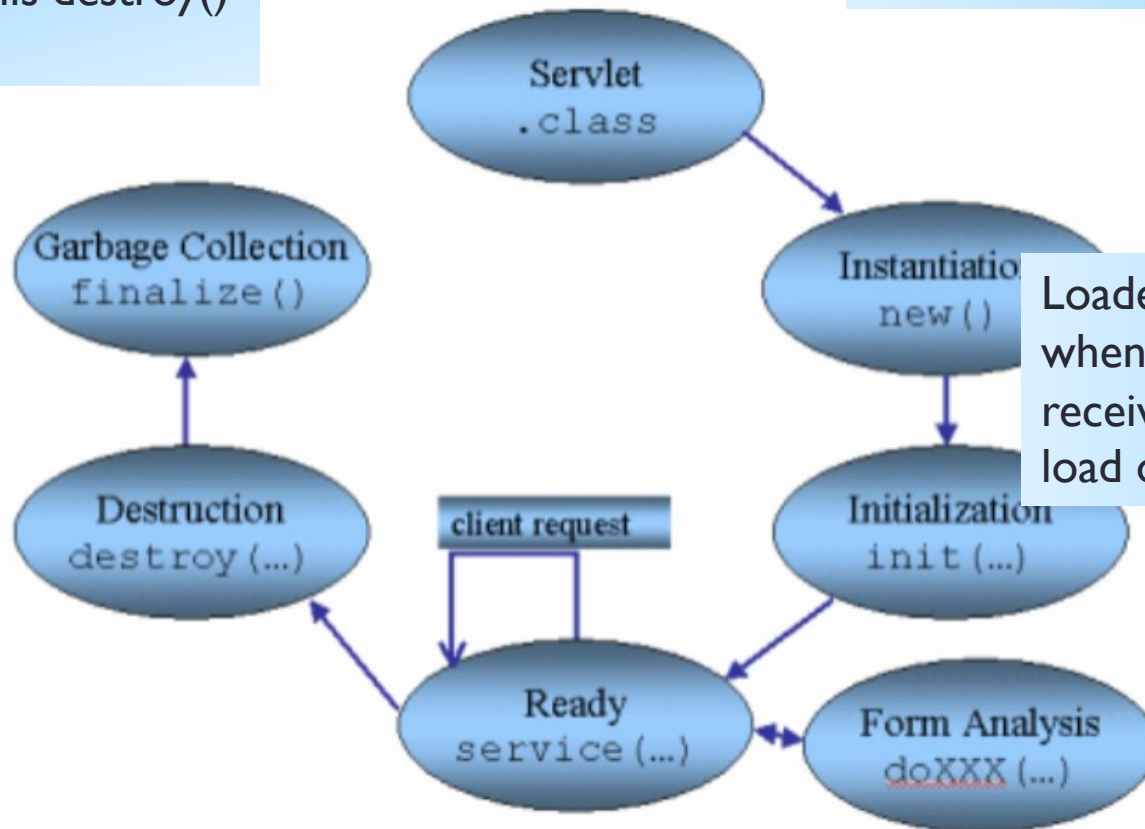 destroy()
Servlet
.class
Garbage Collection
finalize()
Instantiatio
new()
Loade
when
receiv
load
Destruction
destroy(…)
client request
Initialization
init(…)
Ready
service(…)
Form Analysis
doXXX(…)